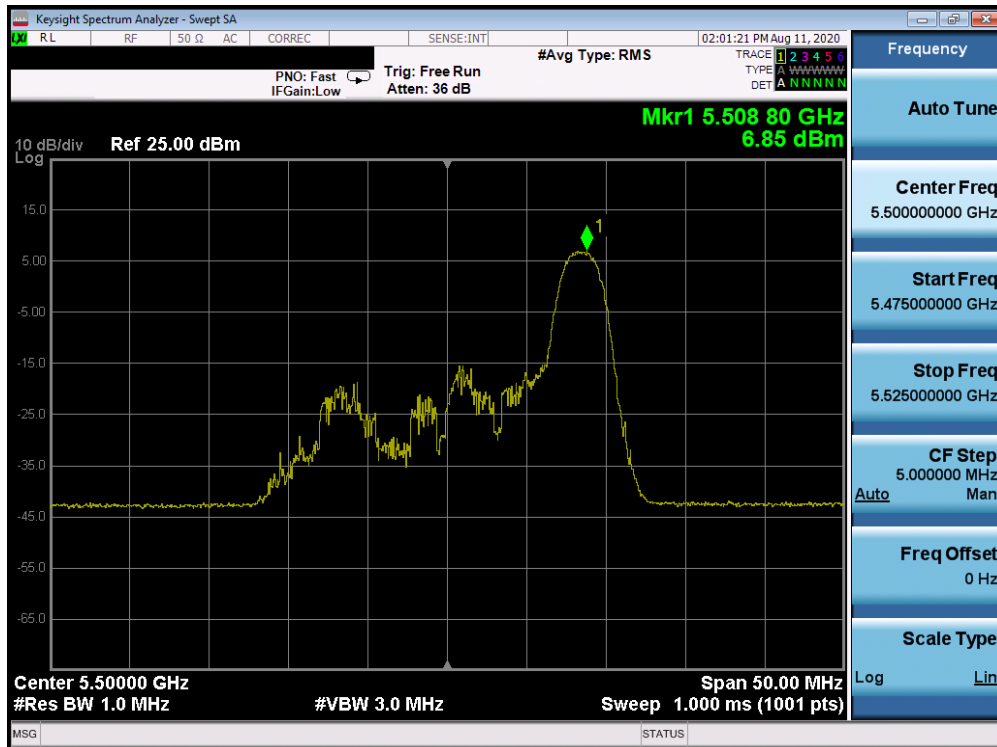 Keysight Spectrum Analyzer - Swept SA
LXI RL RF 50 Ω AC CORREC SENSE:INT 02:01:21 PM Aug 11, 2020
#Avg Type: RMS
TRACE 1 2 3 4 5 6
PNO: Fast Trig: Free Run TYPE A WWWWW
IFGain:Low Atten: 36 dB DET A N N N N N
Mkr1 5.508 80 GHz
6.85 dBm
10 dB/div Ref 25.00 dBm
Log
1
15.0
5.00
-5.00
-15.0
-25.0
-35.0
-45.0
-55.0
-65.0
Center 5.50000 GHz Span 50.00 MHz
#Res BW 1.0 MHz #VBW 3.0 MHz Sweep 1.000 ms (1001 pts)
MSG STATUS
Frequency
Auto Tune
Center Freq
5.500000000 GHz
Start Freq
5.475000000 GHz
Stop Freq
5.525000000 GHz
CF Step
5.000000 MHz
Auto Man
Freq Offset
0 Hz
Scale Type
Log Lin